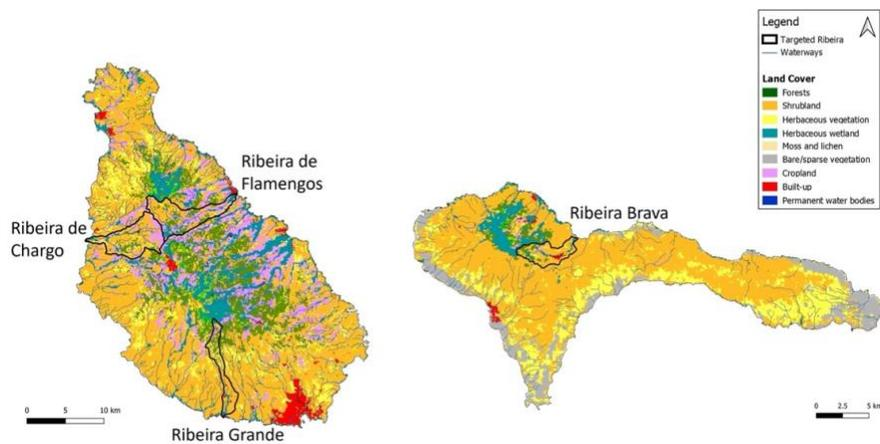 Legend
Targeted Ribeira
Waterways
Land Cover
Forests
Shrubland
Herbaceous vegetation
Herbaceous wetland
Moss and lichen
Bare/sparse vegetation
Cropland
Built-up
Permanent water bodies
Ribeira de
Flamengos
Ribeira de
Chargo
Ribeira Brava
0 5 10 km
Ribeira Grande
0 2.5 5 km